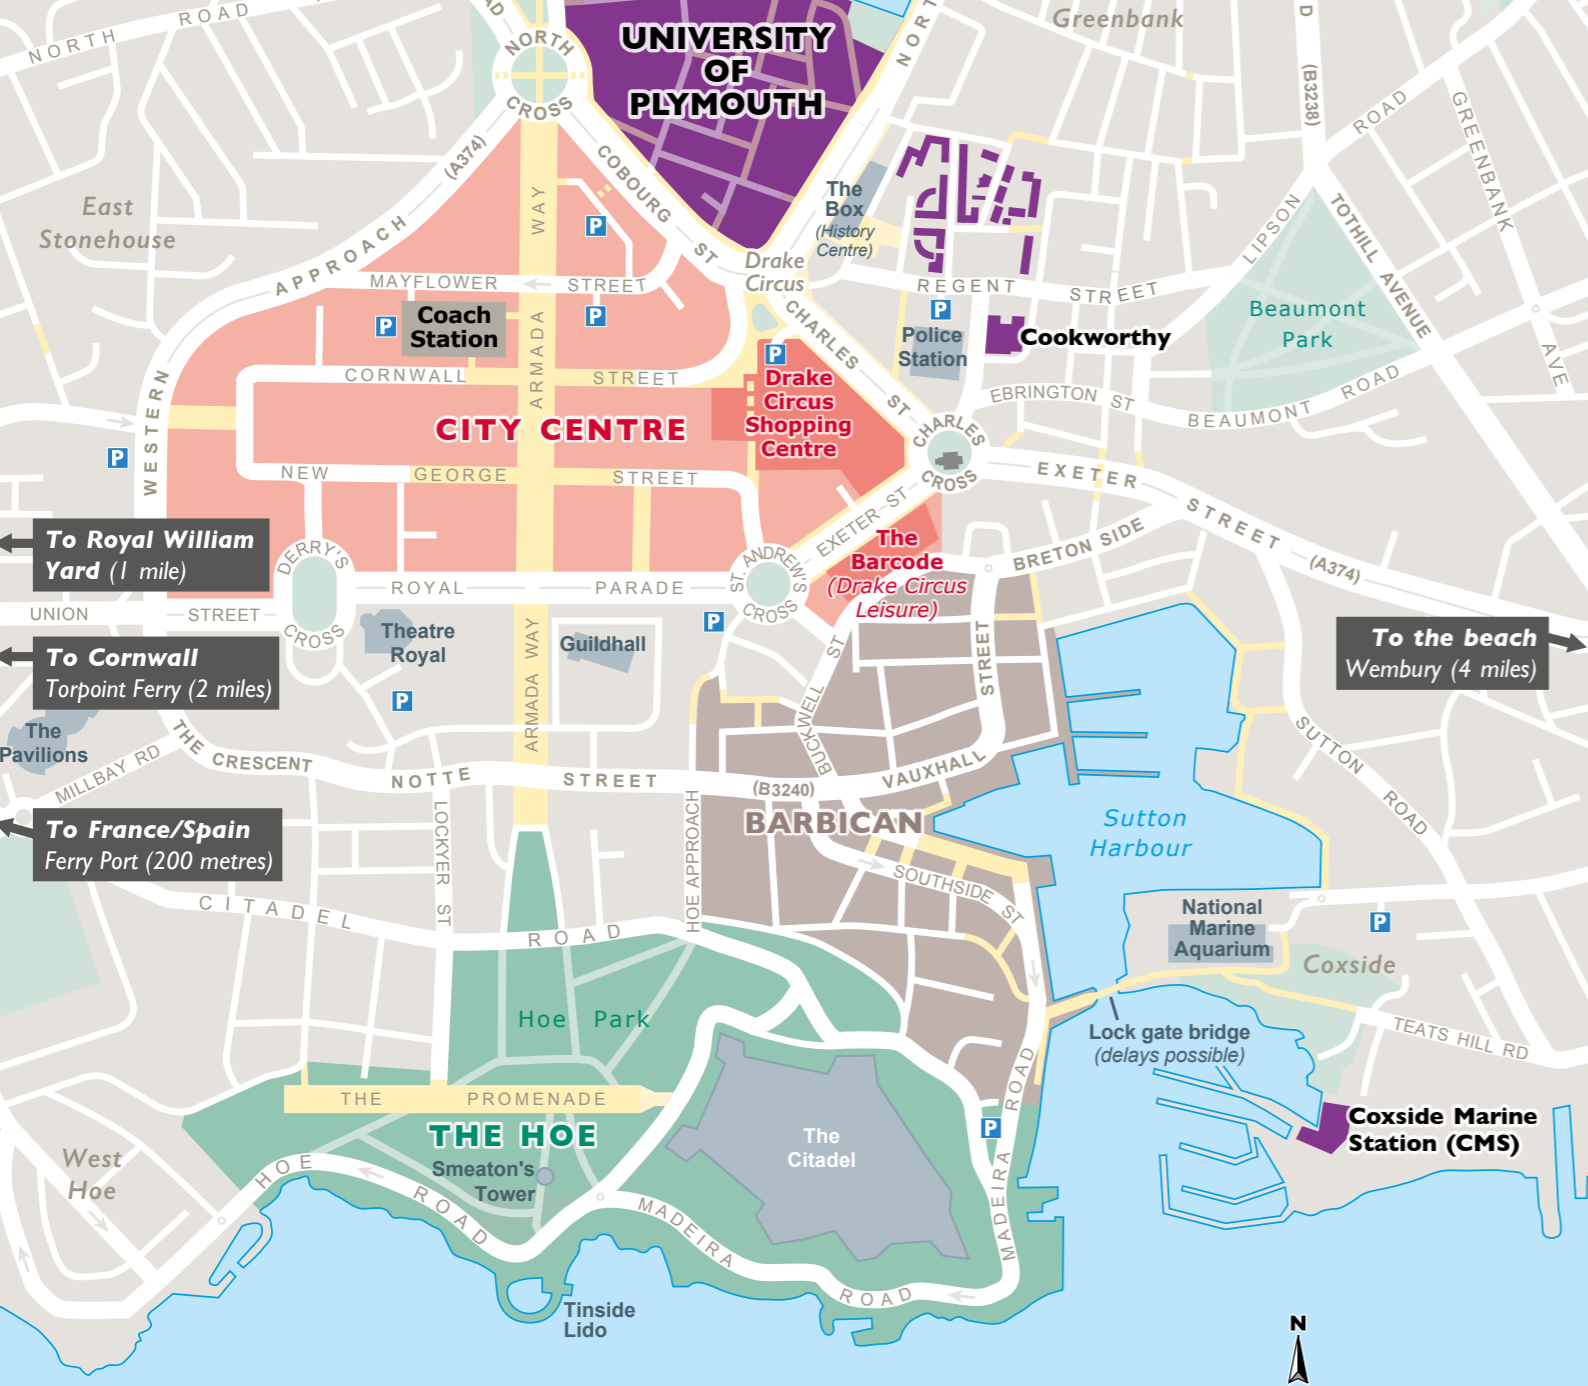 ROAD
NORTH
AD
NORTH
CROSS
UNIVERSITY
OF
PLYMOUTH
NORT
Greenbank
D
(B3238)
ROAD
GREENBANK
AVE
East
Stonehouse
(A374)
APPROACH
WESTERN
COBOURG
ST
ARMADA WAY
The
Box
(History
Centre)
Drake
Circus
MAYFLOWER STREET
REGENT STREET
LIPSON
TOTHILL AVENUE
Beaumont
Park
P
P
P
P
Coach
Station
P
Police
Station
Cookworthy
CHARLES ST
P
Drake
Circus
Shopping
Centre
CORNWALL STREET
CITY CENTRE
EBRINGTON ST
BEAUMONT ROAD
CHARLES
CROSS
P
NEW GEORGE STREET
EXETER STREET
(A374)
EXETER ST
To Royal William
Yard (1 mile)
DERRY'S
CROSS
ST. ANDREW'S
CROSS
The
Barcode
(Drake Circus
Leisure)
BRETON SIDE
UNION STREET
ROYAL PARADE
P
Theatre
Royal
Guildhall
ARMADA WAY
To Cornwall
Torpoint Ferry (2 miles)
P
BUCKWELL ST
STREET
To the beach
Wembury (4 miles)
The
Pavilions
MILLBAY RD
THE CRESCENT
NOTTE STREET
(B3240)
VAUXHALL
SUTTON ROAD
To France/Spain
Ferry Port (200 metres)
LOCKYER ST
HOE APPROACH
BARBICAN
Sutton
Harbour
SOUTHSIDE ST
CITADEL ROAD
National
Marine
Aquarium
P
Coxside
Hoe Park
Lock gate bridge
(delays possible)
TEATS HILL RD
THE PROMENADE
THE HOE
Smeaton's
Tower
The
Citadel
P
MADEIRA ROAD
Coxside Marine
Station (CMS)
West
Hoe
HOE ROAD
MADEIRA ROAD
Tinside
Lido
N